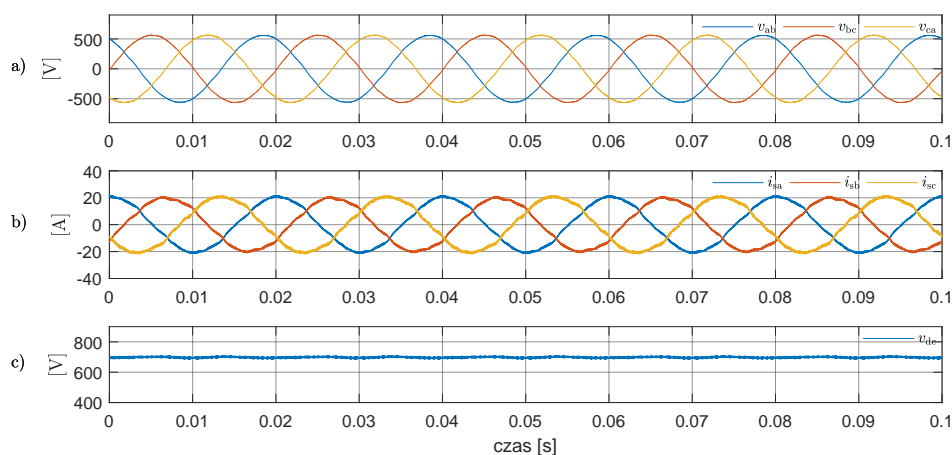 v_ab v_bc v_ca
500
a) [V] 0
-500
0 0.01 0.02 0.03 0.04 0.05 0.06 0.07 0.08 0.09 0.1
40
i_sa i_sb i_sc
20
b) [A] 0
-20
-40
0 0.01 0.02 0.03 0.04 0.05 0.06 0.07 0.08 0.09 0.1
800
v_dc
c) [V] 600
400
0 0.01 0.02 0.03 0.04 0.05 0.06 0.07 0.08 0.09 0.1
czas [s]